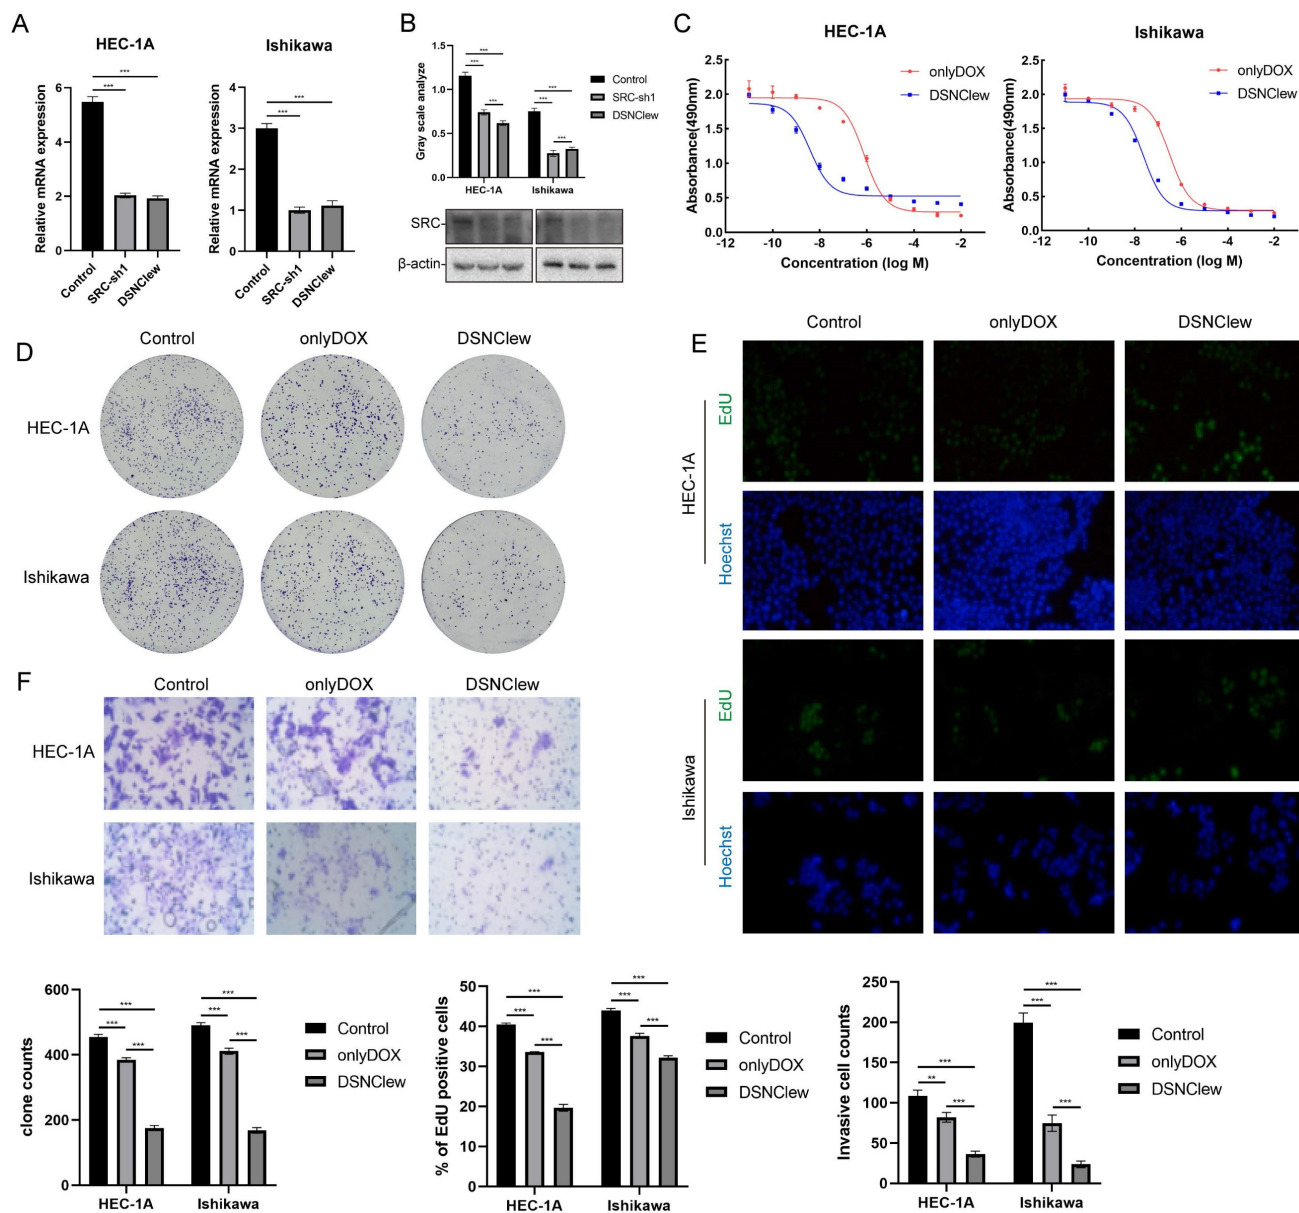 A
HEC-1A
Ishikawa
Relative mRNA expression
6
4
2
0
***
***
Control
SRC-sh1
DSNClew
Relative mRNA expression
4
3
2
1
0
***
***
Control
SRC-sh1
DSNClew
B
Gray scale analyze
1.5
1.0
0.5
0.0
***
***
***
***
***
***
HEC-1A
Ishikawa
Control
SRC-sh1
DSNClew
SRC
β-actin
C
HEC-1A
Absorbance(490nm)
2.5
2.0
1.5
1.0
0.5
0.0
-12
-10
-8
-6
-4
-2
Concentration (log M)
onlyDOX
DSNClew
Ishikawa
Absorbance(490nm)
2.5
2.0
1.5
1.0
0.5
0.0
-12
-10
-8
-6
-4
-2
Concentration (log M)
onlyDOX
DSNClew
D
Control
onlyDOX
DSNClew
HEC-1A
Ishikawa
E
Control
onlyDOX
DSNClew
HEC-1A
EdU
Hoechst
Ishikawa
EdU
Hoechst
F
Control
onlyDOX
DSNClew
HEC-1A
Ishikawa
clone counts
600
400
200
0
***
***
***
***
***
***
HEC-1A
Ishikawa
Control
onlyDOX
DSNClew
% of EdU positive cells
50
40
30
20
10
0
***
***
***
***
***
***
HEC-1A
Ishikawa
Control
onlyDOX
DSNClew
Invasive cell counts
250
200
150
100
50
0
***
**
***
***
***
***
HEC-1A
Ishikawa
Control
onlyDOX
DSNClew